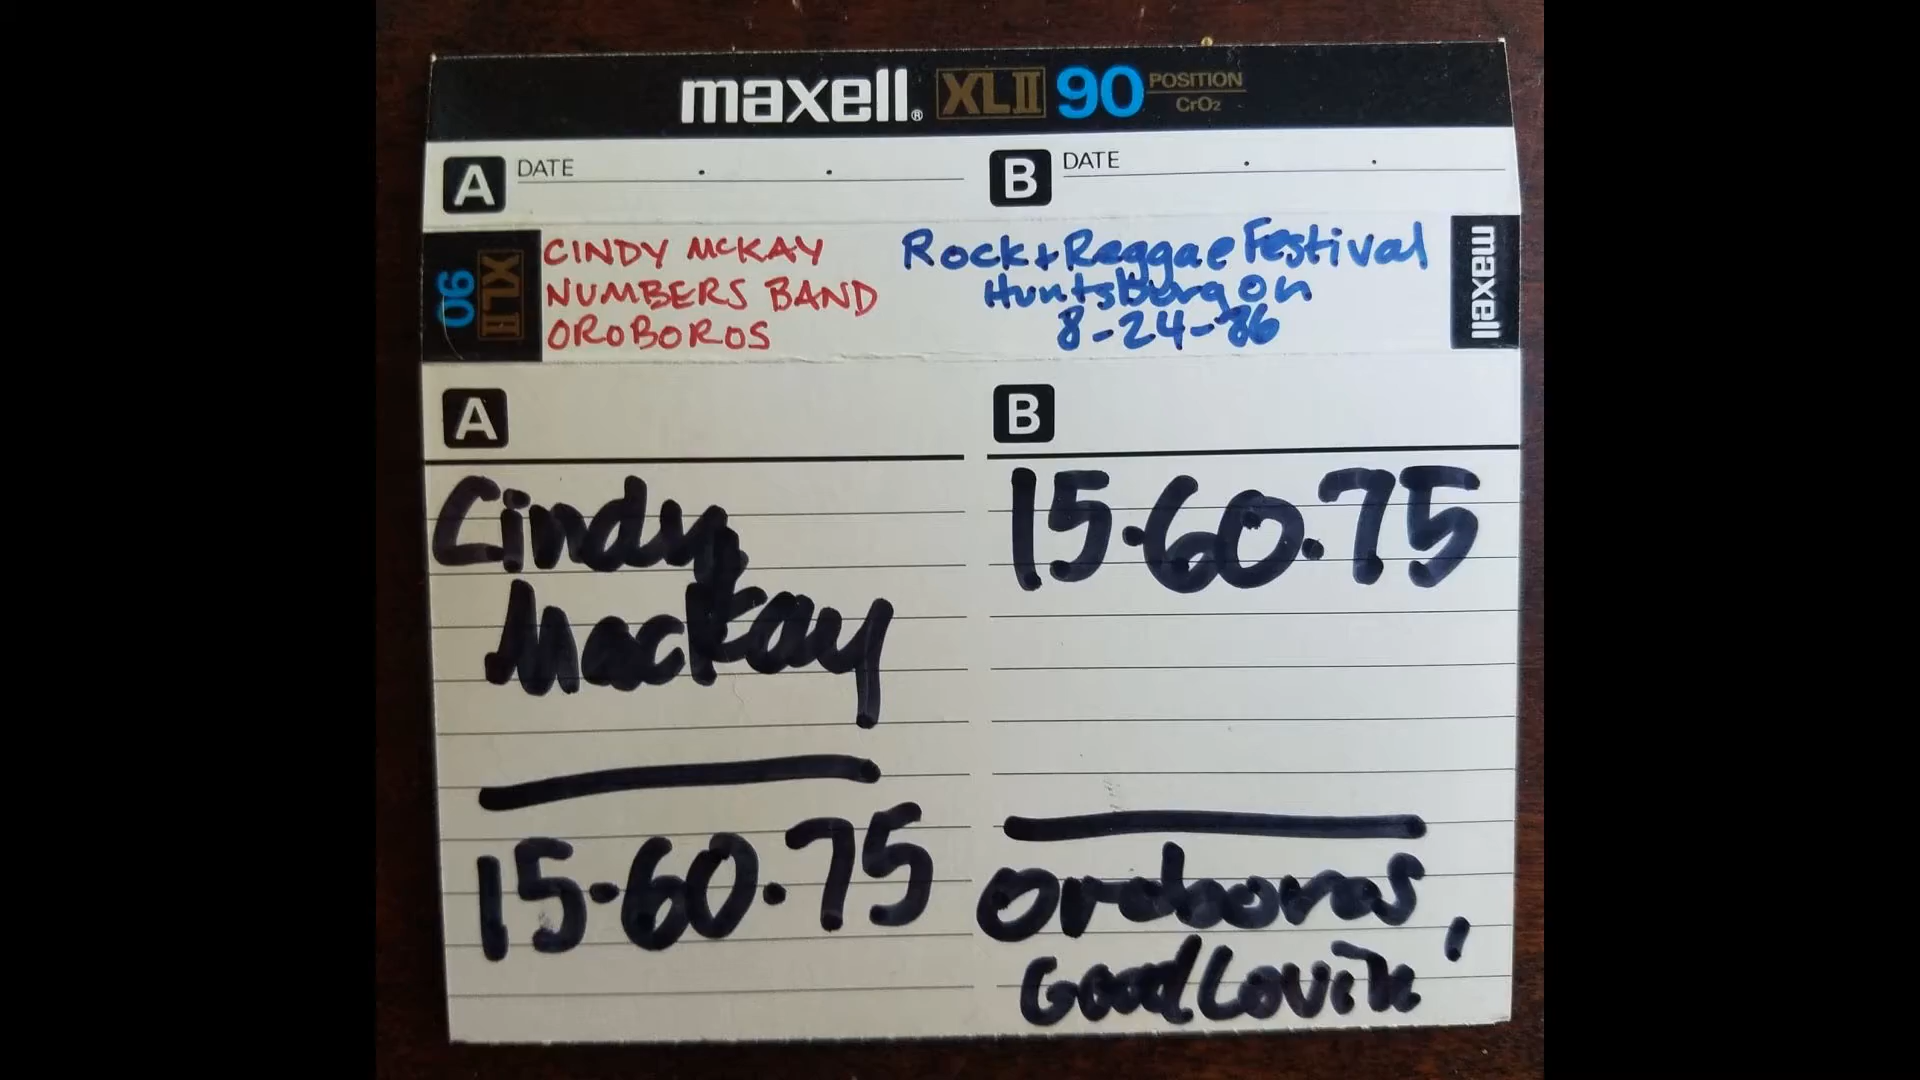 maxell® XLII 90 POSITION CrO2
A DATE . .
B DATE . .
90 XLII
CINDY McKAY
NUMBERS BAND
OROBOROS
Rock + Reggae Festival
Huntsburg OH
8-24-86
maxell
A
Cindy
Mackay
15·60·75
B
15·60·75
Oroboros
Good Lovin'